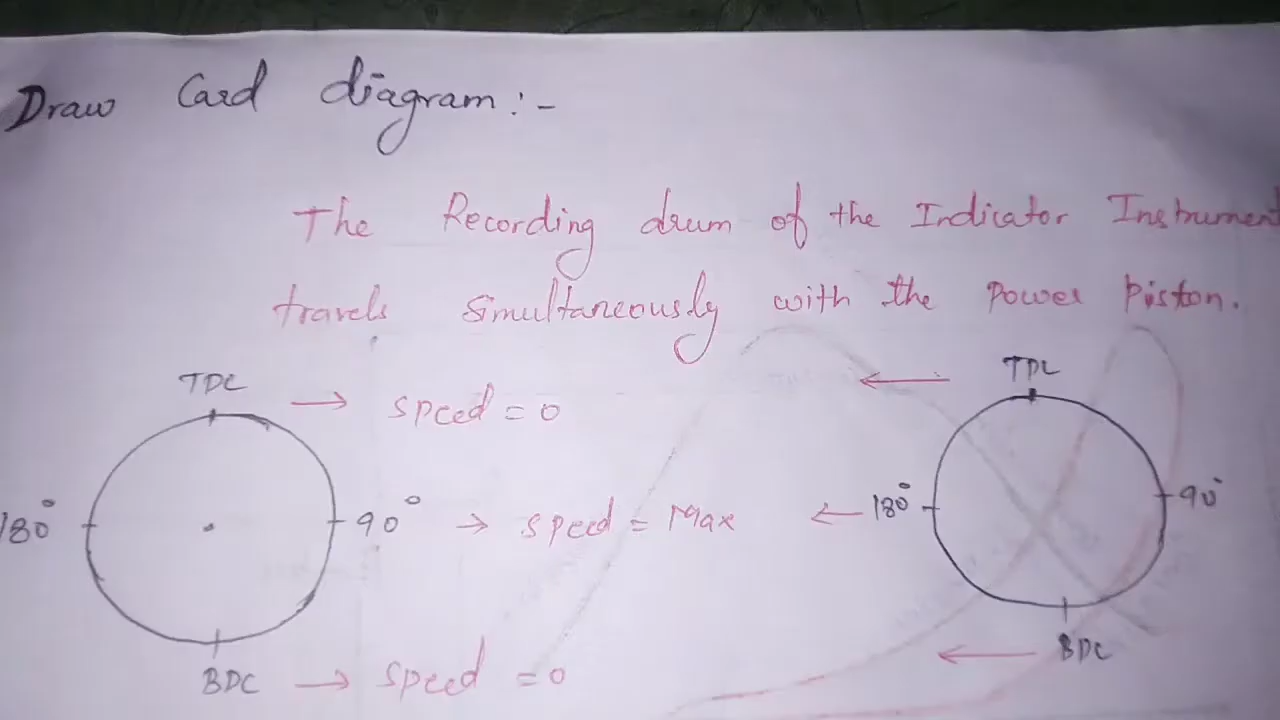 Draw Card diagram:-
The Recording drum of the Indicator Instrument
travels Simultaneously with the Power Piston.
TDC → Speed = 0 ← TDC
180° 90° → Speed = Max ← 180° 90°
BDC → Speed = 0 ← BDC